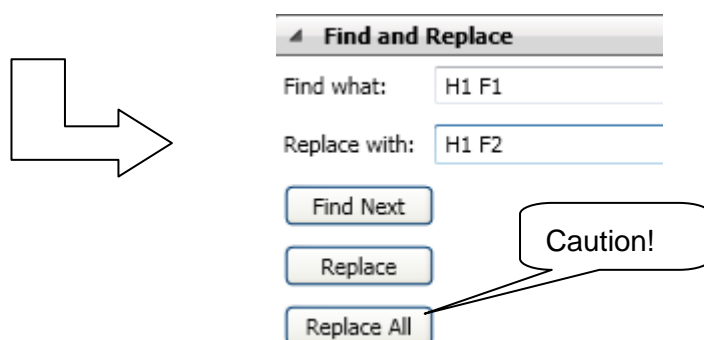 Find and Replace
Find what: H1 F1
Replace with: H1 F2
Find Next
Caution!
Replace
Replace All